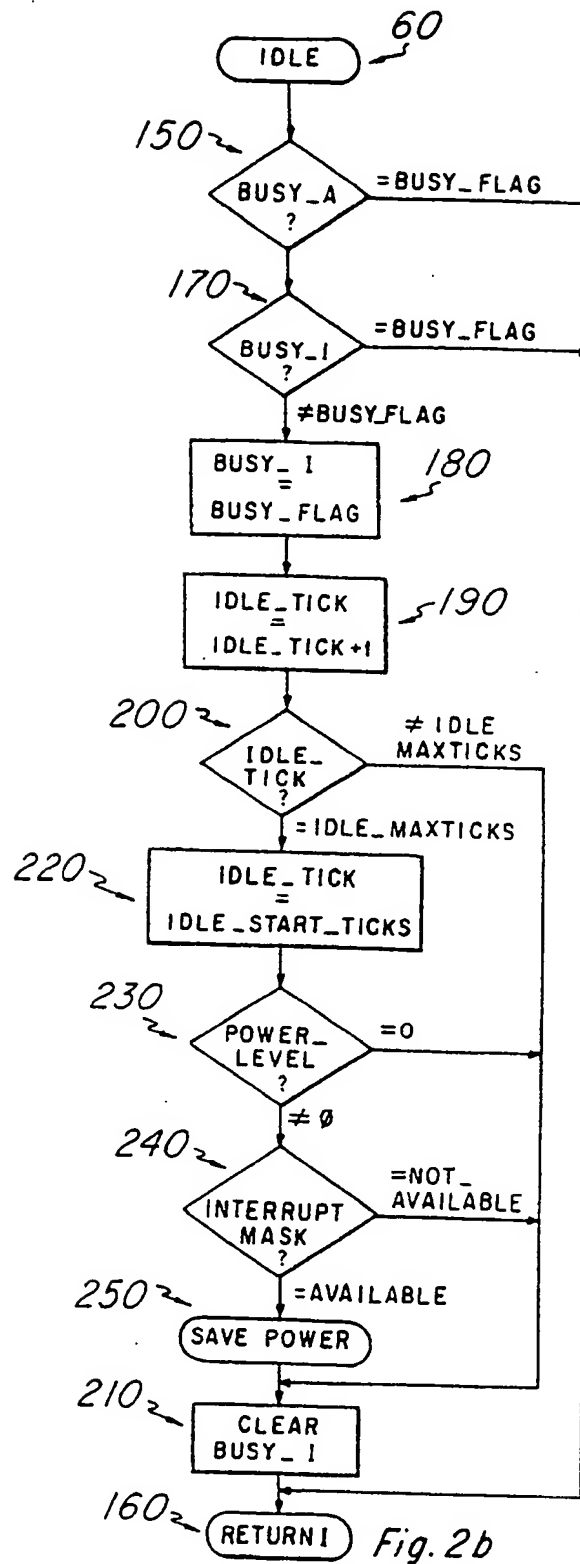 60
IDLE
150
BUSY_A
?
=BUSY_FLAG
170
BUSY_I
?
=BUSY_FLAG
≠BUSY_FLAG
BUSY_ I
=
BUSY_FLAG
180
IDLE_TICK
=
IDLE_TICK+1
190
200
IDLE_
TICK
?
≠ IDLE
MAXTICKS
=IDLE_MAXTICKS
220
IDLE_TICK
=
IDLE_START_TICKS
230
POWER_
LEVEL
?
=0
≠ Ø
240
INTERRUPT
MASK
?
=NOT_
AVAILABLE
=AVAILABLE
250
SAVE POWER
210
CLEAR
BUSY_ I
160
RETURN I
Fig. 2b